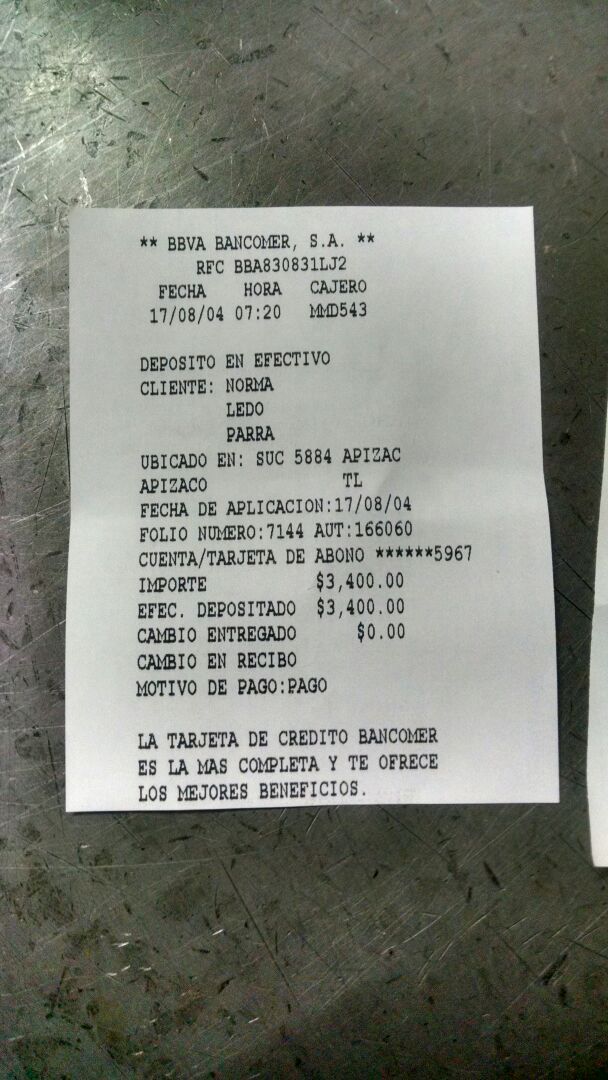 ** BBVA BANCOMER, S.A. **
RFC BBA830831LJ2
FECHA HORA CAJERO
17/08/04 07:20 MMD543
DEPOSITO EN EFECTIVO
CLIENTE: NORMA
LEDO
PARRA
UBICADO EN: SUC 5884 APIZAC
APIZACO TL
FECHA DE APLICACION:17/08/04
FOLIO NUMERO:7144 AUT:166060
CUENTA/TARJETA DE ABONO ******5967
IMPORTE $3,400.00
EFEC. DEPOSITADO $3,400.00
CAMBIO ENTREGADO $0.00
CAMBIO EN RECIBO
MOTIVO DE PAGO:PAGO
LA TARJETA DE CREDITO BANCOMER
ES LA MAS COMPLETA Y TE OFRECE
LOS MEJORES BENEFICIOS.